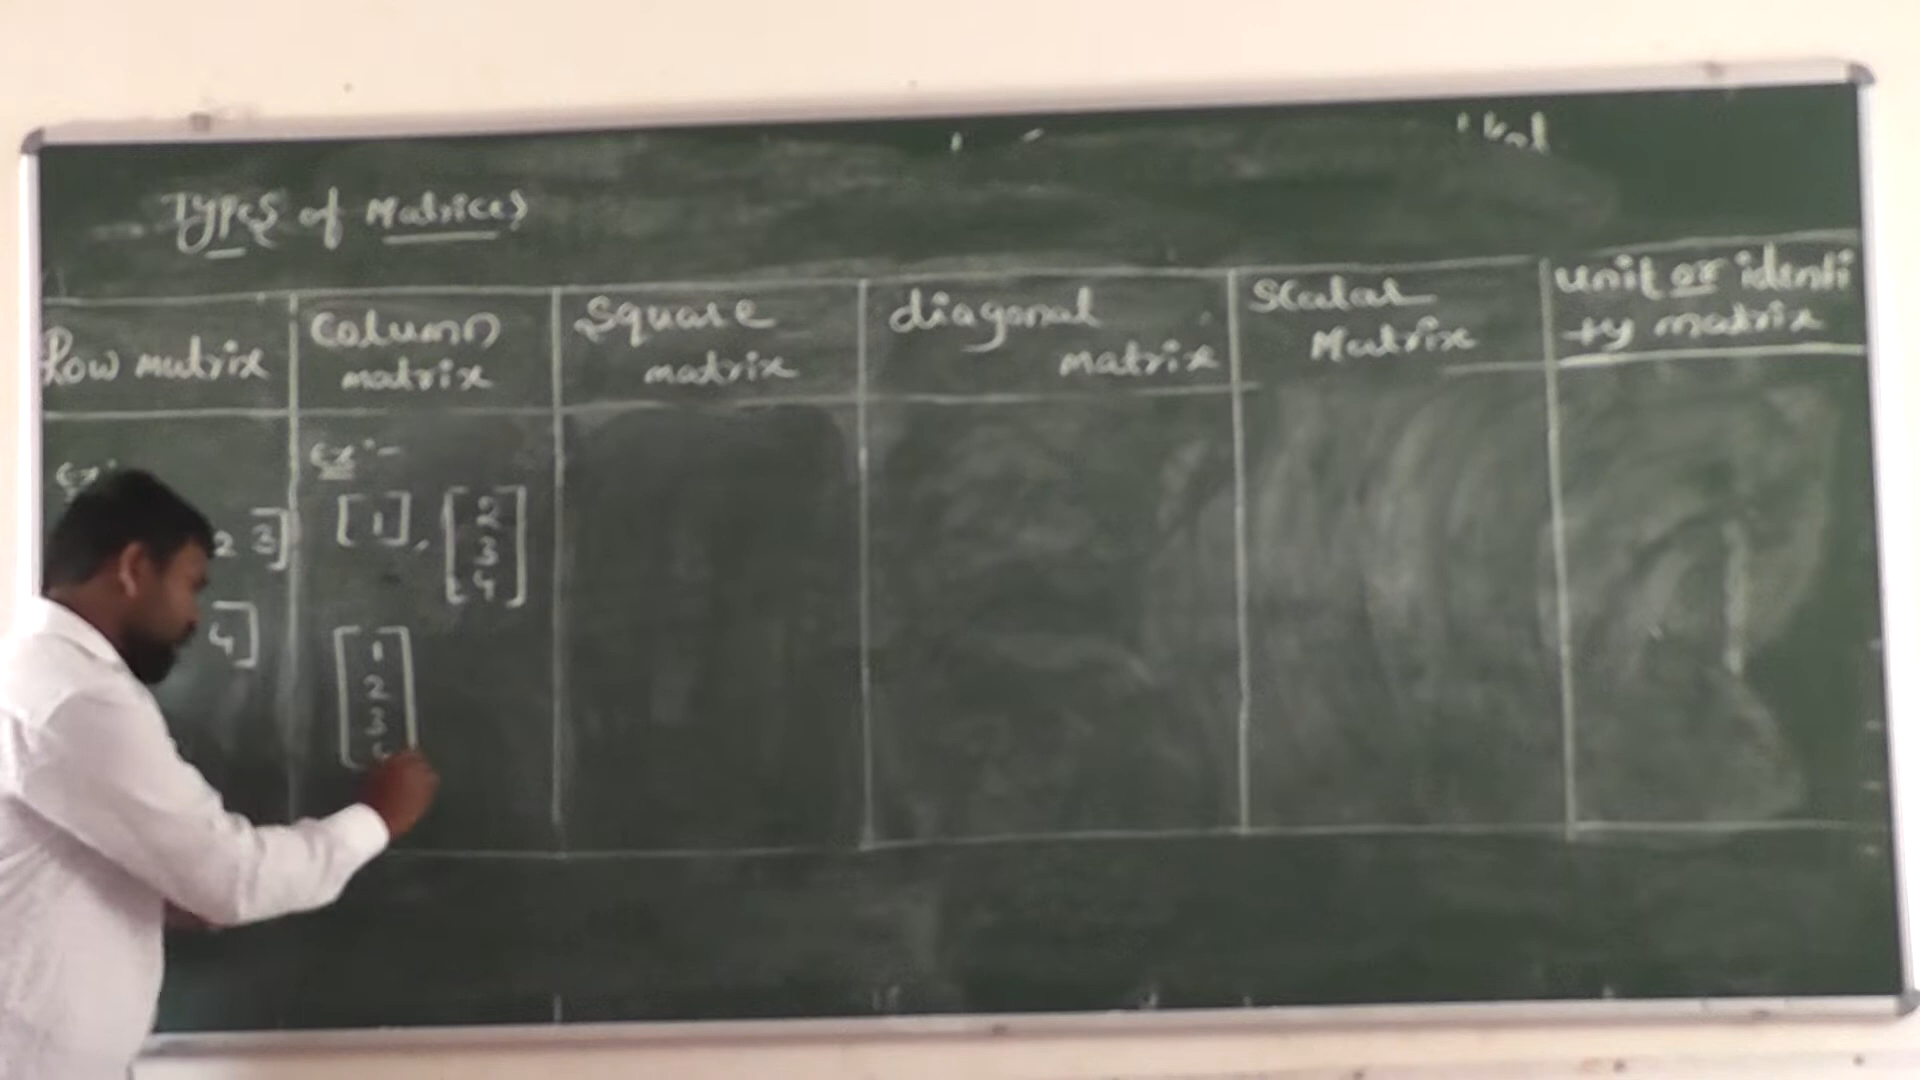 Types of Matrices
Row matrix
Column
matrix
Square
matrix
diagonal
matrix
Scalar
Matrix
unit or identi
ty matrix
Ex:-
2 3]
4]
[1],
[2
3
4]
[1
2
3